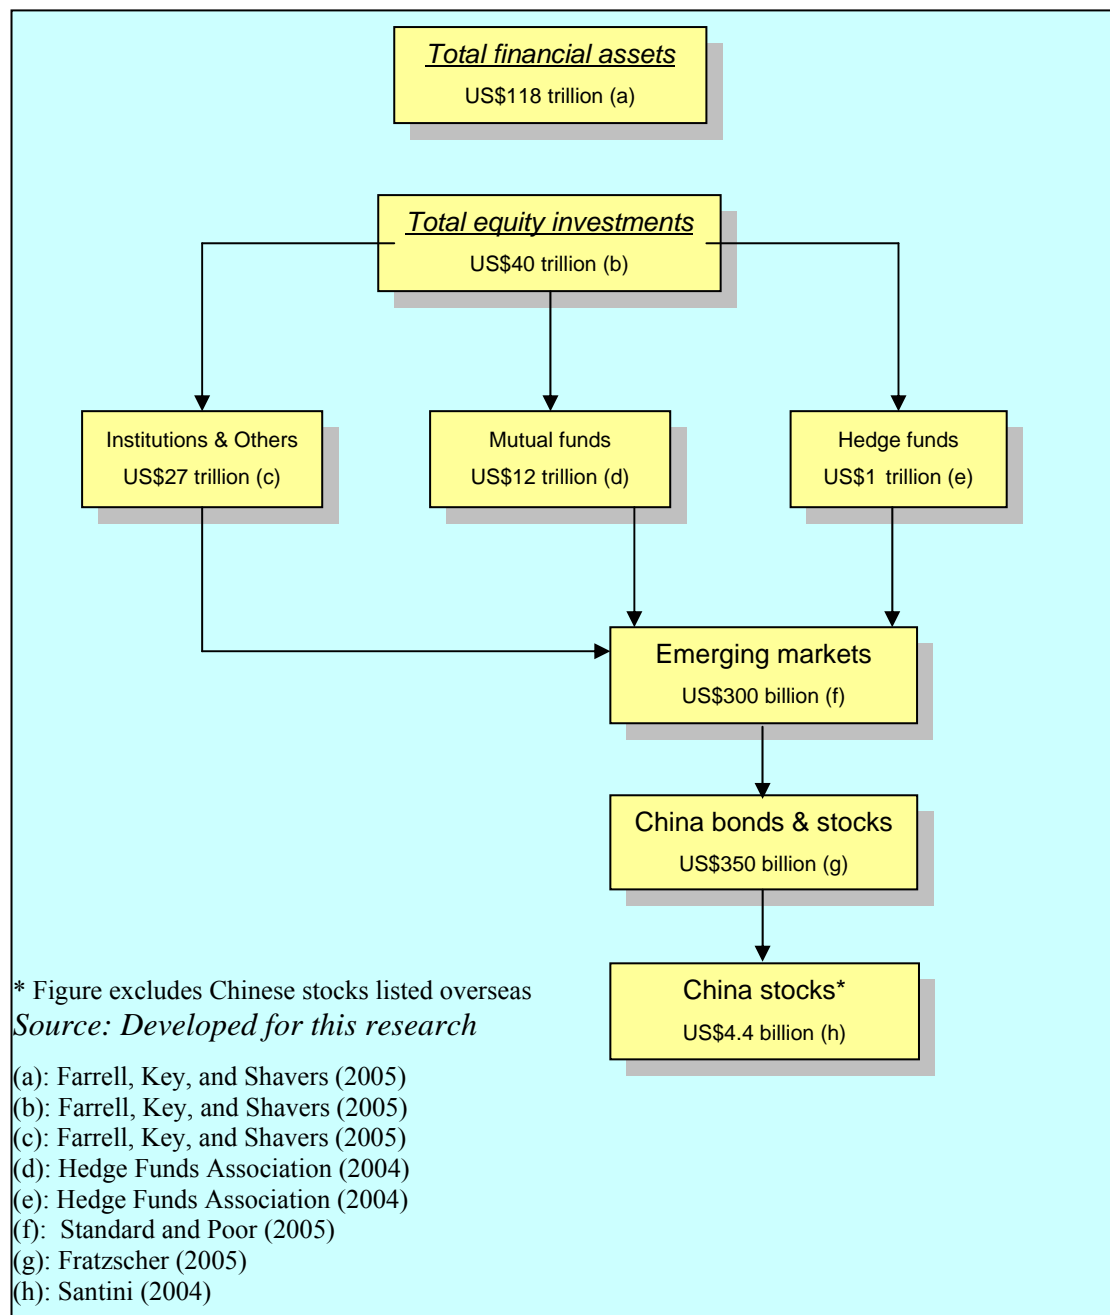 Total financial assets
US$118 trillion (a)
Total equity investments
US$40 trillion (b)
Institutions & Others
US$27 trillion (c)
Mutual funds
US$12 trillion (d)
Hedge funds
US$1 trillion (e)
Emerging markets
US$300 billion (f)
China bonds & stocks
US$350 billion (g)
China stocks*
US$4.4 billion (h)
* Figure excludes Chinese stocks listed overseas
Source: Developed for this research
(a): Farrell, Key, and Shavers (2005)
(b): Farrell, Key, and Shavers (2005)
(c): Farrell, Key, and Shavers (2005)
(d): Hedge Funds Association (2004)
(e): Hedge Funds Association (2004)
(f): Standard and Poor (2005)
(g): Fratzscher (2005)
(h): Santini (2004)